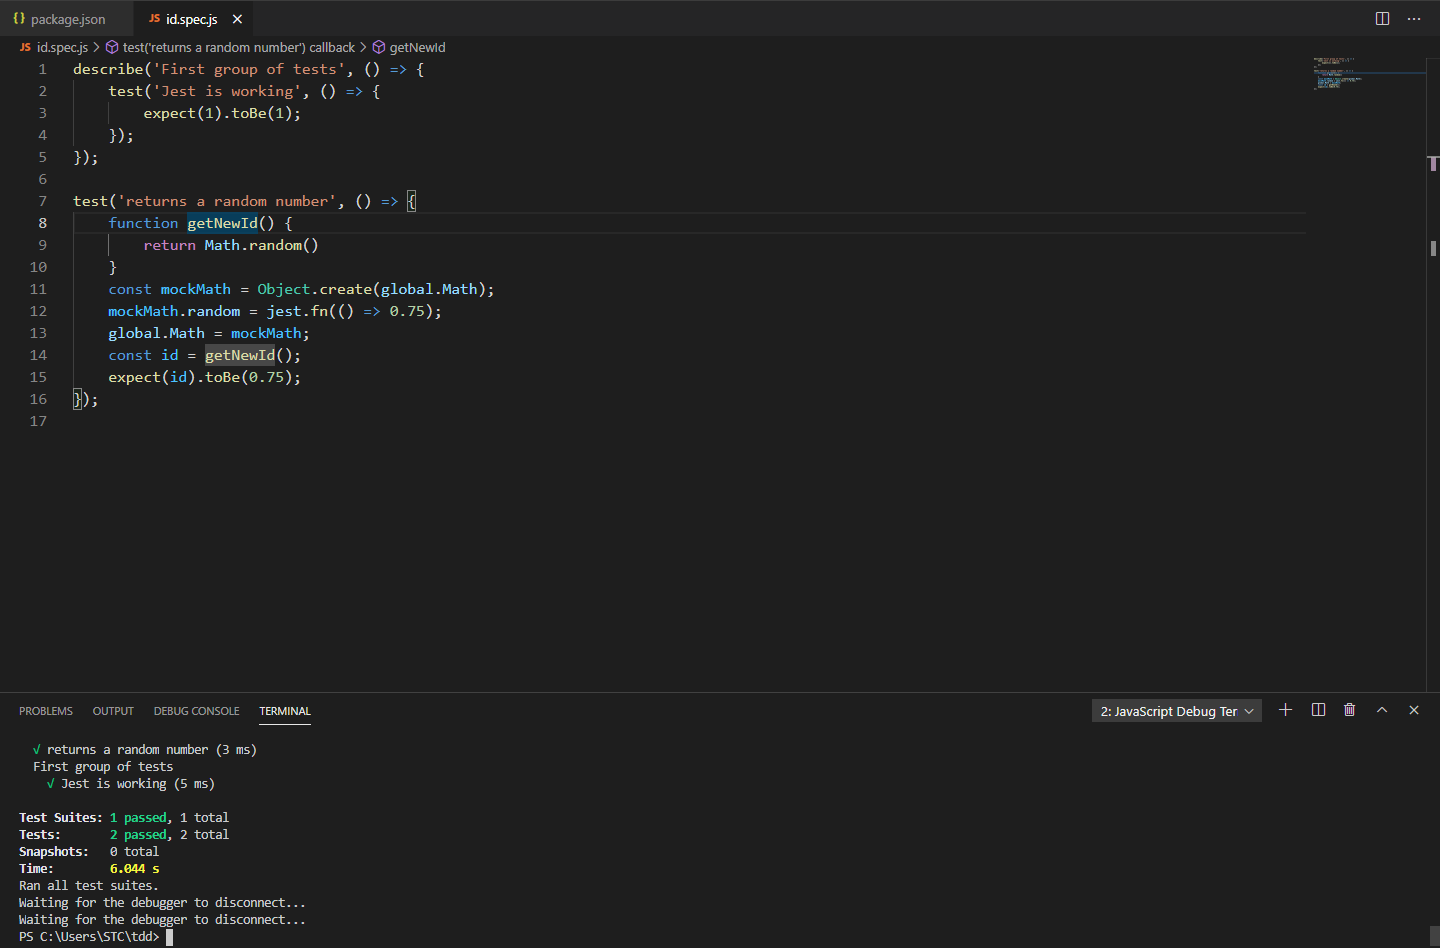 {} package.json
JS id.spec.js ×
JS id.spec.js > test('returns a random number') callback > getNewId
1 describe('First group of tests', () => {
2     test('Jest is working', () => {
3         expect(1).toBe(1);
4     });
5 });
6
7 test('returns a random number', () => {
8     function getNewId() {
9         return Math.random()
10     }
11     const mockMath = Object.create(global.Math);
12     mockMath.random = jest.fn(() => 0.75);
13     global.Math = mockMath;
14     const id = getNewId();
15     expect(id).toBe(0.75);
16 });
17
PROBLEMS OUTPUT DEBUG CONSOLE TERMINAL 2: JavaScript Debug Ter
√ returns a random number (3 ms)
First group of tests
√ Jest is working (5 ms)
Test Suites: 1 passed, 1 total
Tests: 2 passed, 2 total
Snapshots: 0 total
Time: 6.044 s
Ran all test suites.
Waiting for the debugger to disconnect...
Waiting for the debugger to disconnect...
PS C:\Users\STC\tdd>